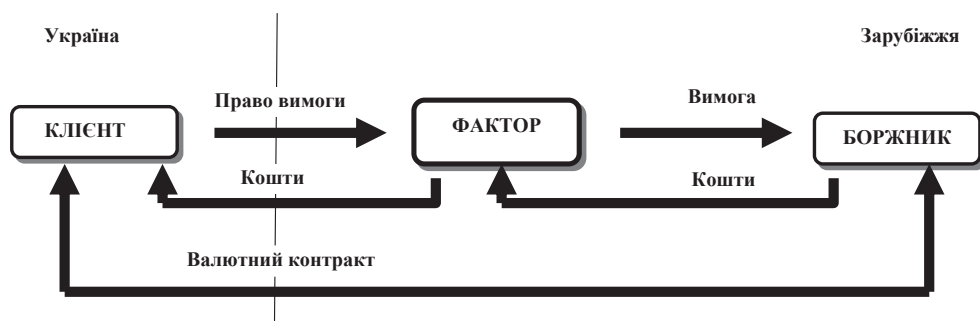 Україна
Зарубіжжя
Право вимоги
Вимога
КЛІЄНТ
ФАКТОР
БОРЖНИК
Кошти
Кошти
Валютний контракт